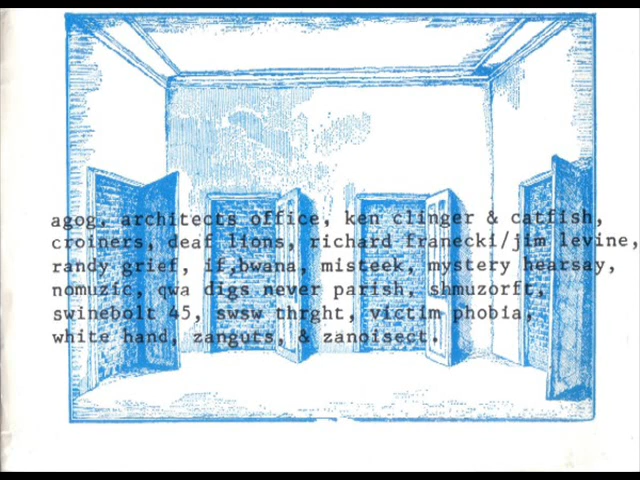 agog, architects office, ken clinger & catfish,
croiners, deaf lions, richard franecki/jim levine,
randy grief, if,bwana, misteek, mystery hearsay,
nomuzic, qwa digs never parish, shmuzorft,
swinebolt 45, swsw thrght, victim phobia,
white hand, zanguts, & zanoisect.